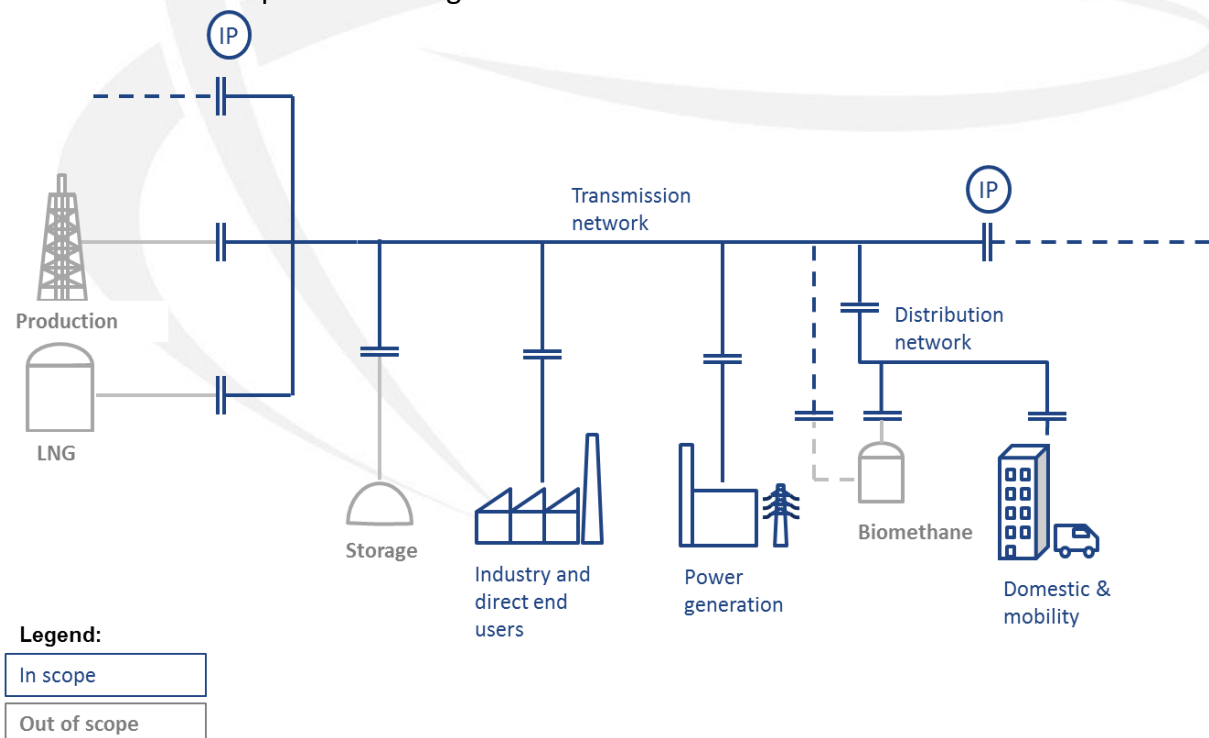 IP
Transmission
network
IP
Production
Distribution
network
LNG
Storage
Biomethane
Industry and
direct end
users
Power
generation
Domestic &
mobility
Legend:
In scope
Out of scope